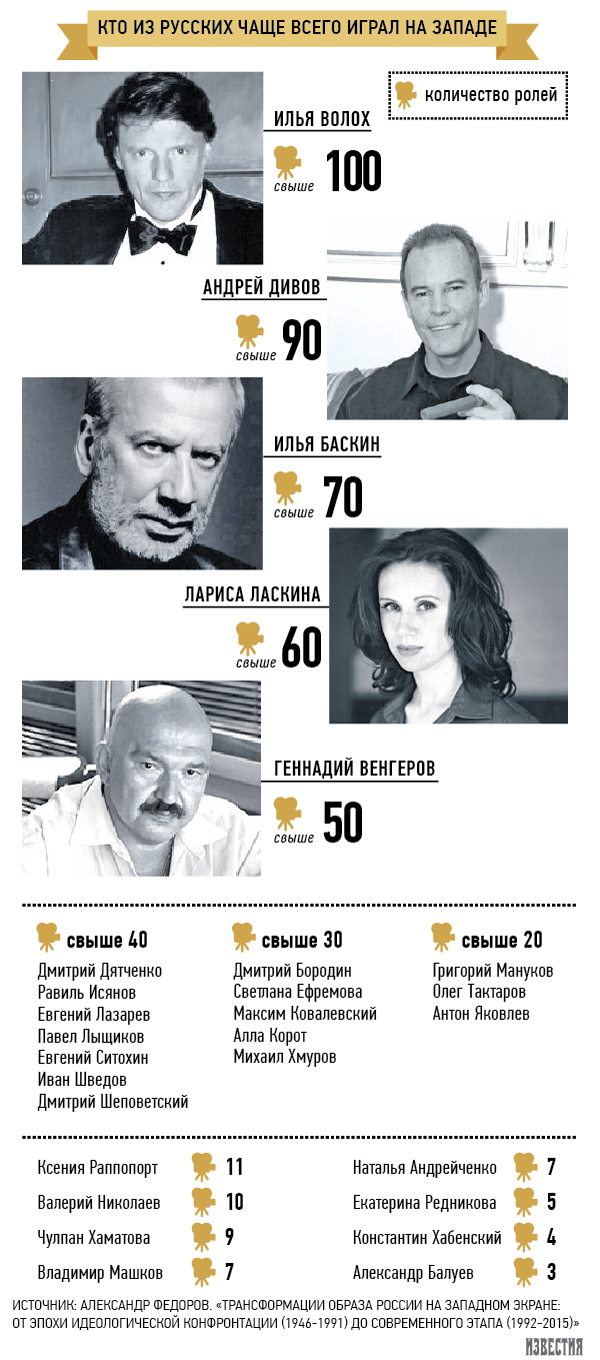 КТО ИЗ РУССКИХ ЧАЩЕ ВСЕГО ИГРАЛ НА ЗАПАДЕ
количество ролей
ИЛЬЯ ВОЛОХ
свыше 100
АНДРЕЙ ДИВОВ
свыше 90
ИЛЬЯ БАСКИН
свыше 70
ЛАРИСА ЛАСКИНА
свыше 60
ГЕННАДИЙ ВЕНГЕРОВ
свыше 50
свыше 40
Дмитрий Дятченко
Равиль Исянов
Евгений Лазарев
Павел Лыщиков
Евгений Ситохин
Иван Шведов
Дмитрий Шеповетский
свыше 30
Дмитрий Бородин
Светлана Ефремова
Максим Ковалевский
Алла Корот
Михаил Хмуров
свыше 20
Григорий Мануков
Олег Тактаров
Антон Яковлев
Ксения Раппопорт 11
Валерий Николаев 10
Чулпан Хаматова 9
Владимир Машков 7
Наталья Андрейченко 7
Екатерина Редникова 5
Константин Хабенский 4
Александр Балуев 3
ИСТОЧНИК: АЛЕКСАНДР ФЕДОРОВ. «ТРАНСФОРМАЦИИ ОБРАЗА РОССИИ НА ЗАПАДНОМ ЭКРАНЕ:
ОТ ЭПОХИ ИДЕОЛОГИЧЕСКОЙ КОНФРОНТАЦИИ (1946-1991) ДО СОВРЕМЕННОГО ЭТАПА (1992-2015)»
ИЗВЕСТИЯ